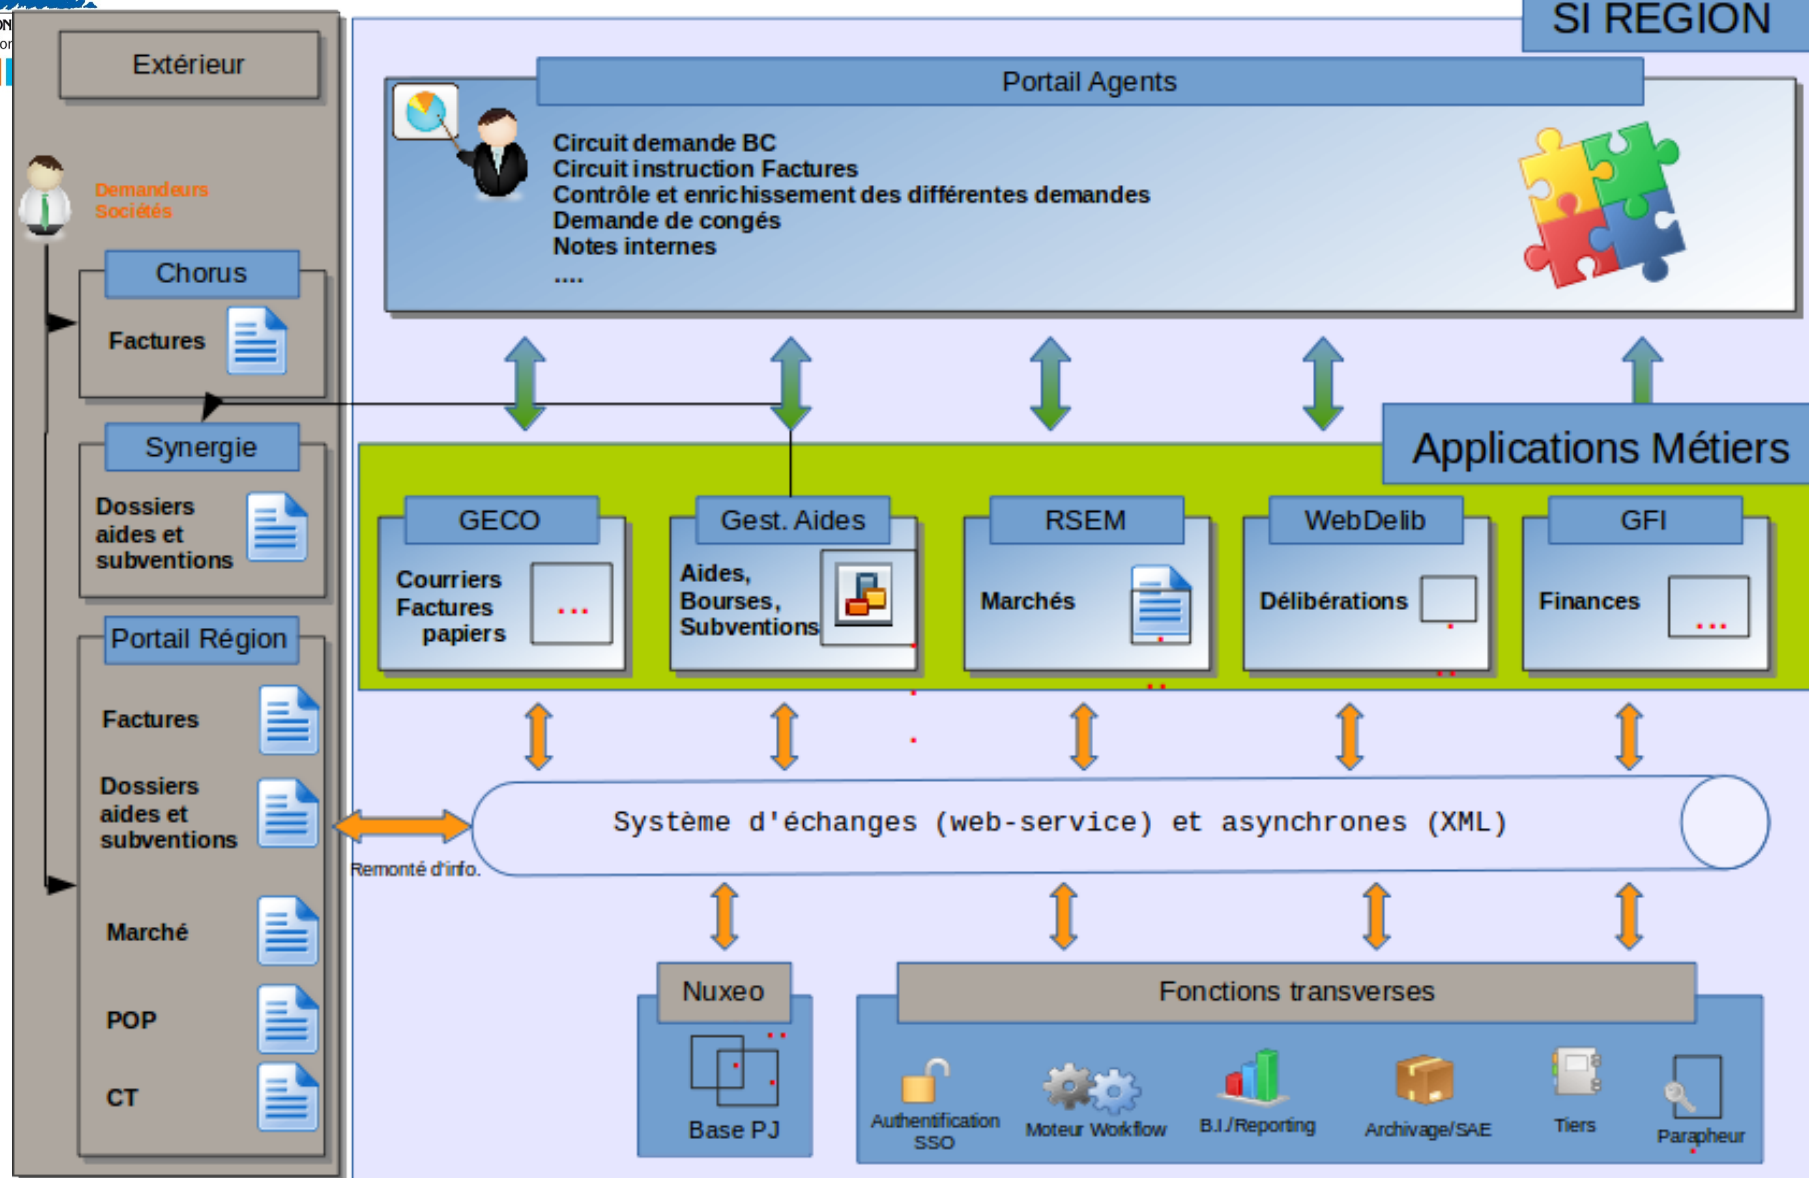 SI REGION
ON
or
Extérieur
Demandeurs
Sociétés
Chorus
Factures
Synergie
Dossiers
aides et
subventions
Portail Région
Factures
Dossiers
aides et
subventions
Marché
POP
CT
Portail Agents
Circuit demande BC
Circuit instruction Factures
Contrôle et enrichissement des différentes demandes
Demande de congés
Notes internes
....
Applications Métiers
GECO
Courriers
Factures
papiers
...
Gest. Aides
Aides,
Bourses,
Subventions
RSEM
Marchés
WebDelib
Délibérations
GFI
Finances
...
Système d'échanges (web-service) et asynchrones (XML)
Remonté d'info.
Nuxeo
Base PJ
Fonctions transverses
Authentification
SSO
Moteur Workflow
B.I./Reporting
Archivage/SAE
Tiers
Parapheur